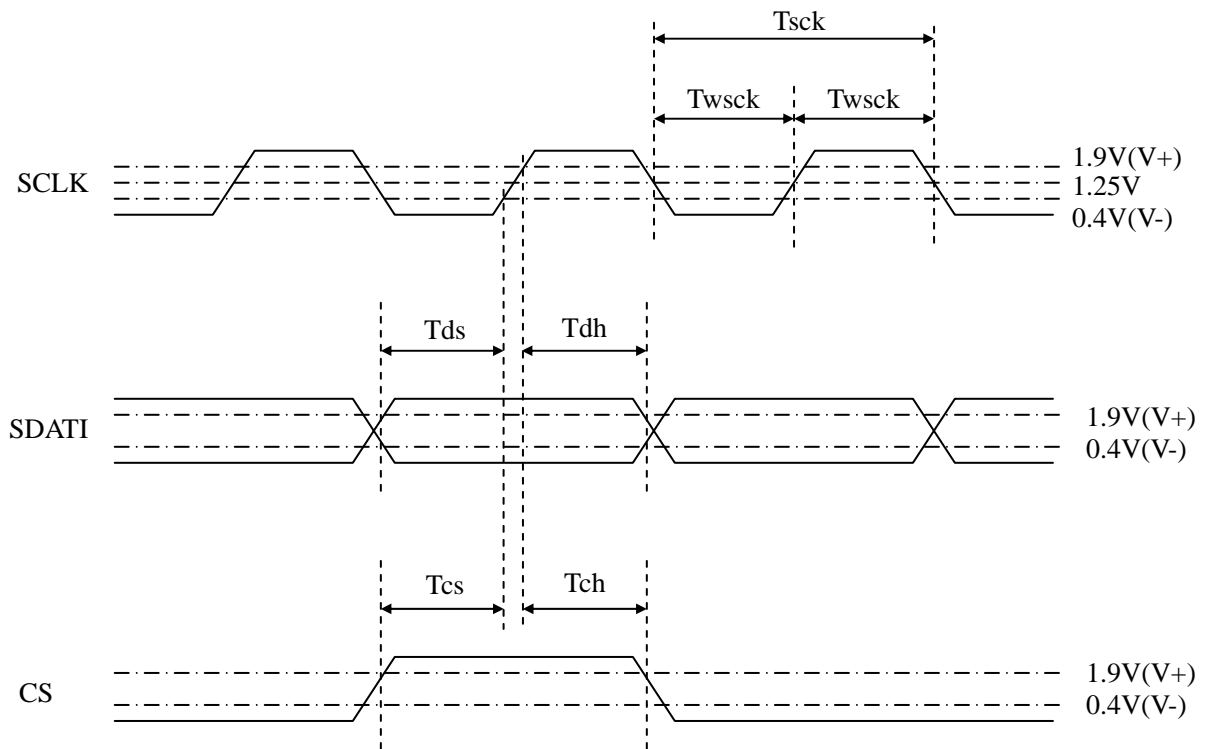 Tsck
Twsck Twsck
SCLK
1.9V(V+)
1.25V
0.4V(V-)
Tds Tdh
SDATI
1.9V(V+)
0.4V(V-)
Tcs Tch
CS
1.9V(V+)
0.4V(V-)